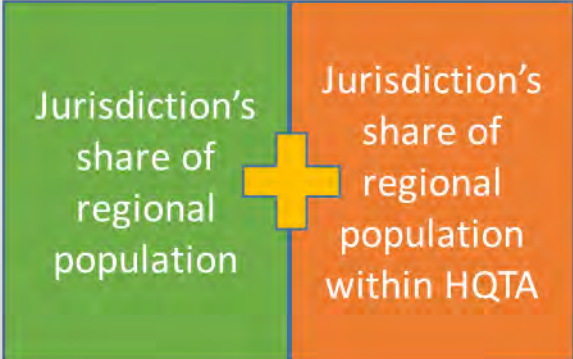 Jurisdiction’s
share of
regional
population
Jurisdiction’s
share of
regional
population
within HQTA